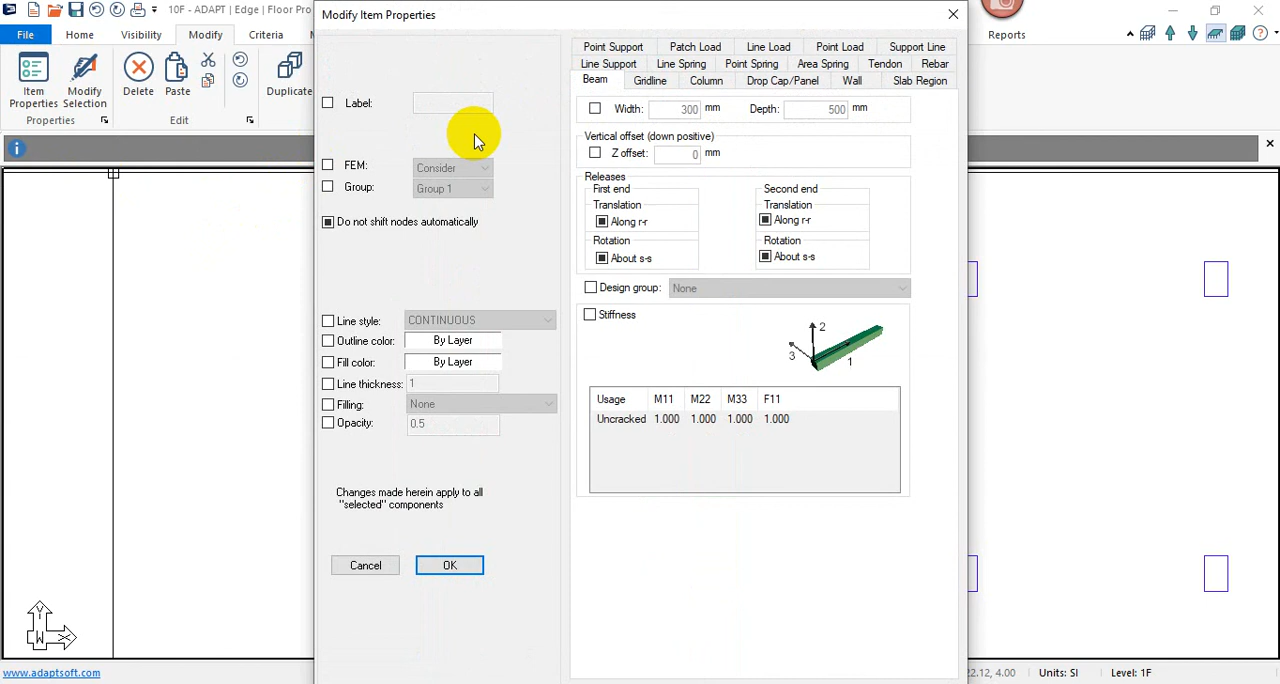 10F - ADAPT | Edge | Floor Pro
Modify Item Properties
File
Home
Visibility
Modify
Criteria
Reports
Item
Properties
Modify
Selection
Delete
Paste
Duplicate
Properties
Edit
Label:
FEM:
Consider
Group:
Group 1
Do not shift nodes automatically
Line style:
CONTINUOUS
Outline color:
By Layer
Fill color:
By Layer
Line thickness:
1
Filling:
None
Opacity:
0.5
Changes made herein apply to all
"selected" components
Cancel
OK
Point Support
Patch Load
Line Load
Point Load
Support Line
Line Support
Line Spring
Point Spring
Area Spring
Tendon
Rebar
Beam
Gridline
Column
Drop Cap/Panel
Wall
Slab Region
Width:
300
mm
Depth:
500
mm
Vertical offset (down positive)
Z offset:
0
mm
Releases
First end
Translation
Along r-r
Rotation
About s-s
Second end
Translation
Along r-r
Rotation
About s-s
Design group:
None
Stiffness
2
3
1
Usage M11 M22 M33 F11
Uncracked 1.000 1.000 1.000 1.000
Y
W
X
www.adaptsoft.com
22.12, 4.00
Units: SI
Level: 1F